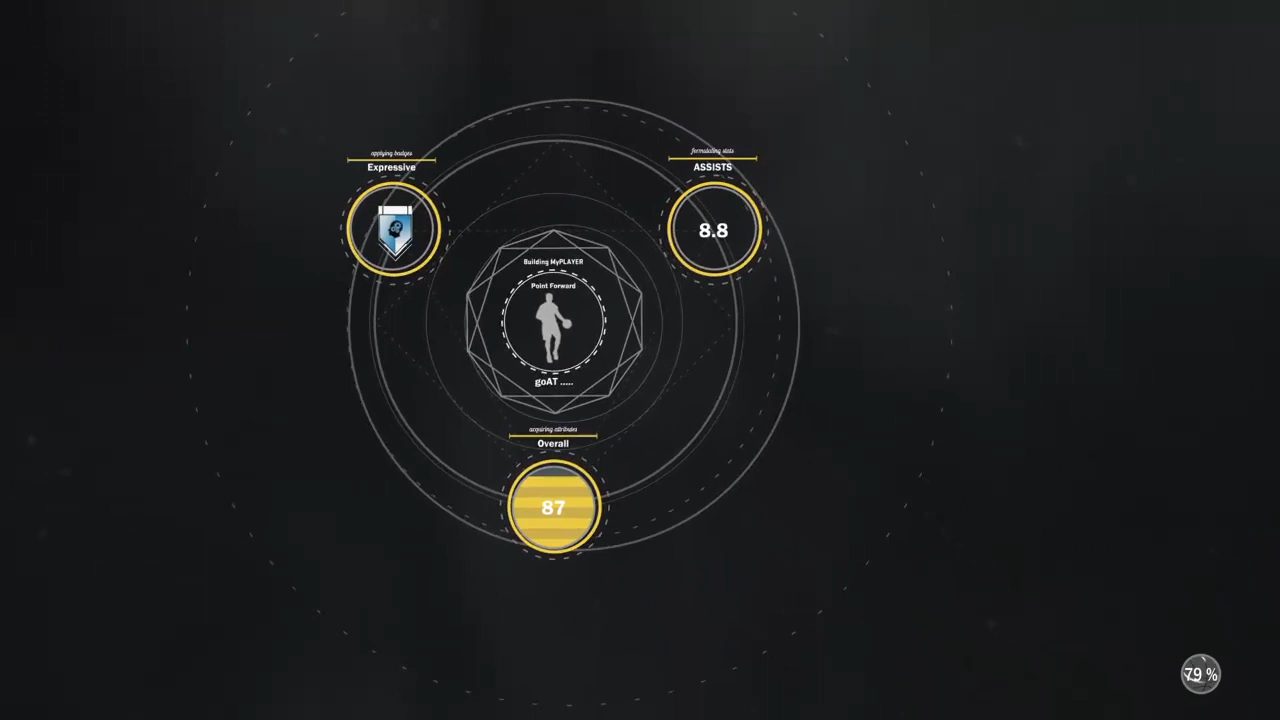 applying badges
Expressive
formulating stats
ASSISTS
8.8
Building MyPLAYER
Point Forward
goAT .....
acquiring attributes
Overall
87
79 %